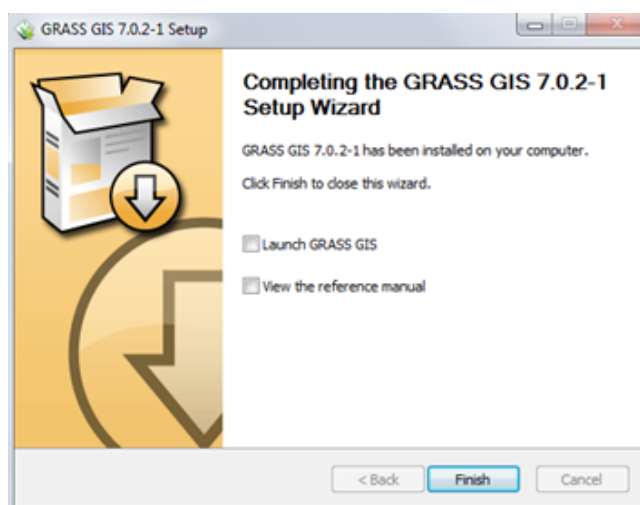 GRASS GIS 7.0.2-1 Setup
Completing the GRASS GIS 7.0.2-1
Setup Wizard
GRASS GIS 7.0.2-1 has been installed on your computer.
Click Finish to close this wizard.
Launch GRASS GIS
View the reference manual
< Back Finish Cancel